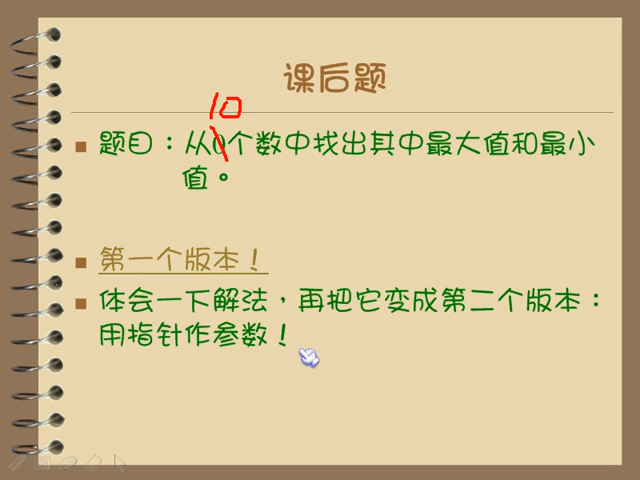 课后题
10
题目：从0个数中找出其中最大值和最小
值。
第一个版本！
体会一下解法，再把它变成第二个版本：
用指针作参数！